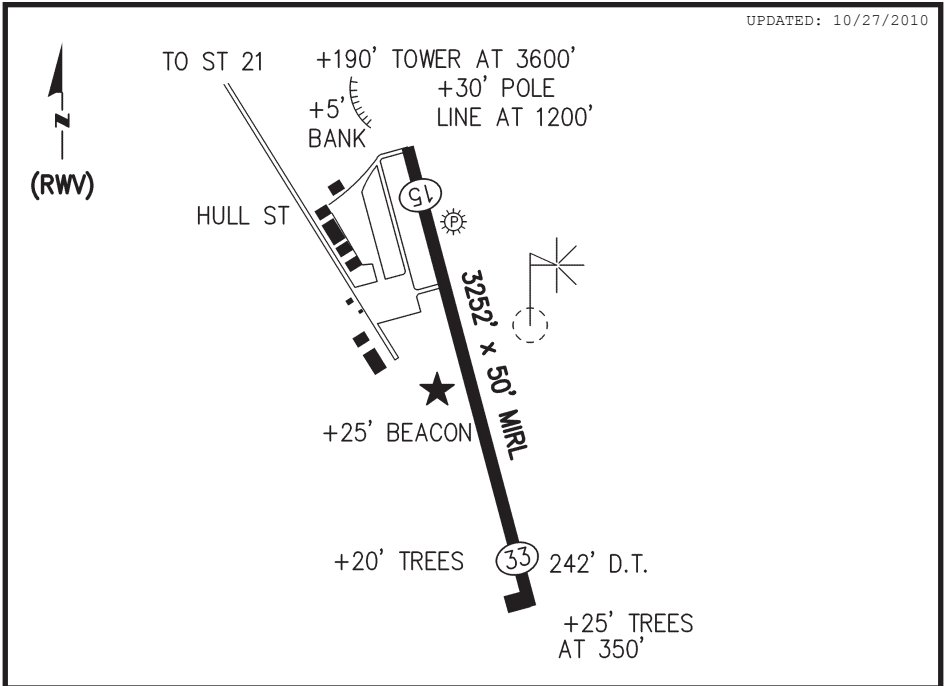 UPDATED: 10/27/2010
TO ST 21
+190' TOWER AT 3600'
+30' POLE
LINE AT 1200'
+5'
BANK
N
(RWV)
HULL ST
15
P
3252' x 50' MIRL
+25' BEACON
+20' TREES
33
242' D.T.
+25' TREES
AT 350'